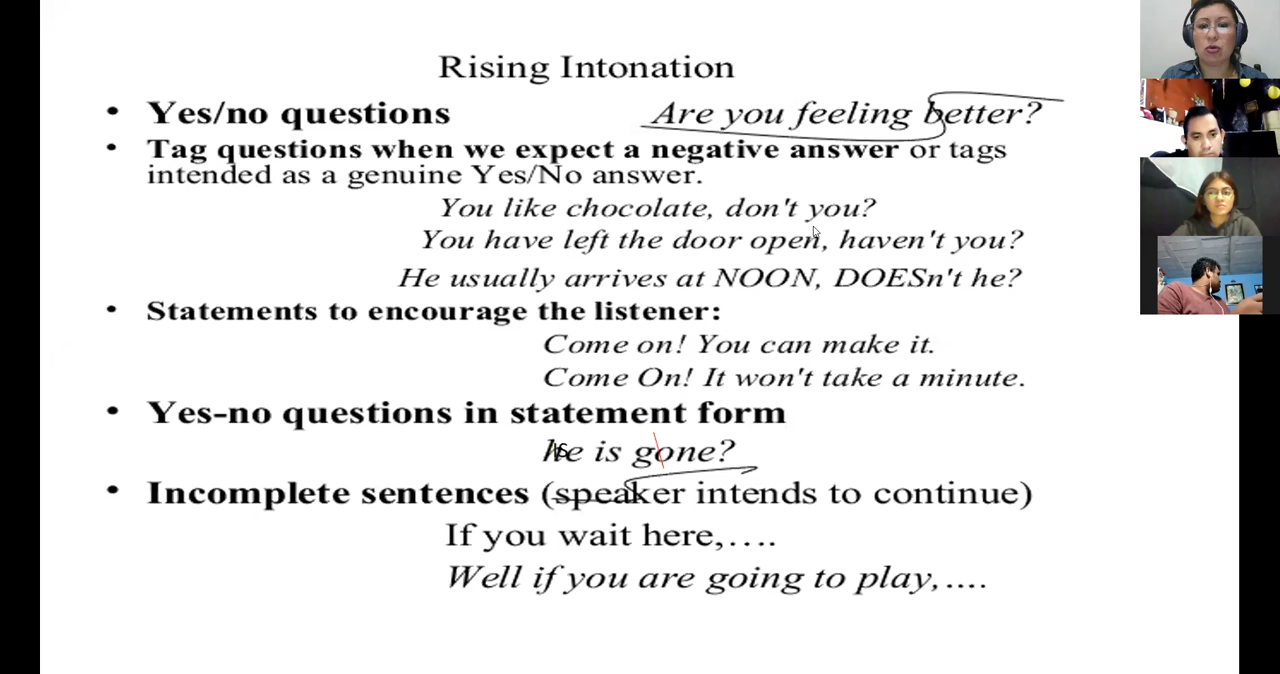 Rising Intonation
• Yes/no questions Are you feeling better?
• Tag questions when we expect a negative answer or tags
intended as a genuine Yes/No answer.
You like chocolate, don't you?
You have left the door open, haven't you?
He usually arrives at NOON, DOESn't he?
• Statements to encourage the listener:
Come on! You can make it.
Come On! It won't take a minute.
• Yes-no questions in statement form
He is gone?
• Incomplete sentences (speaker intends to continue)
If you wait here,....
Well if you are going to play,....